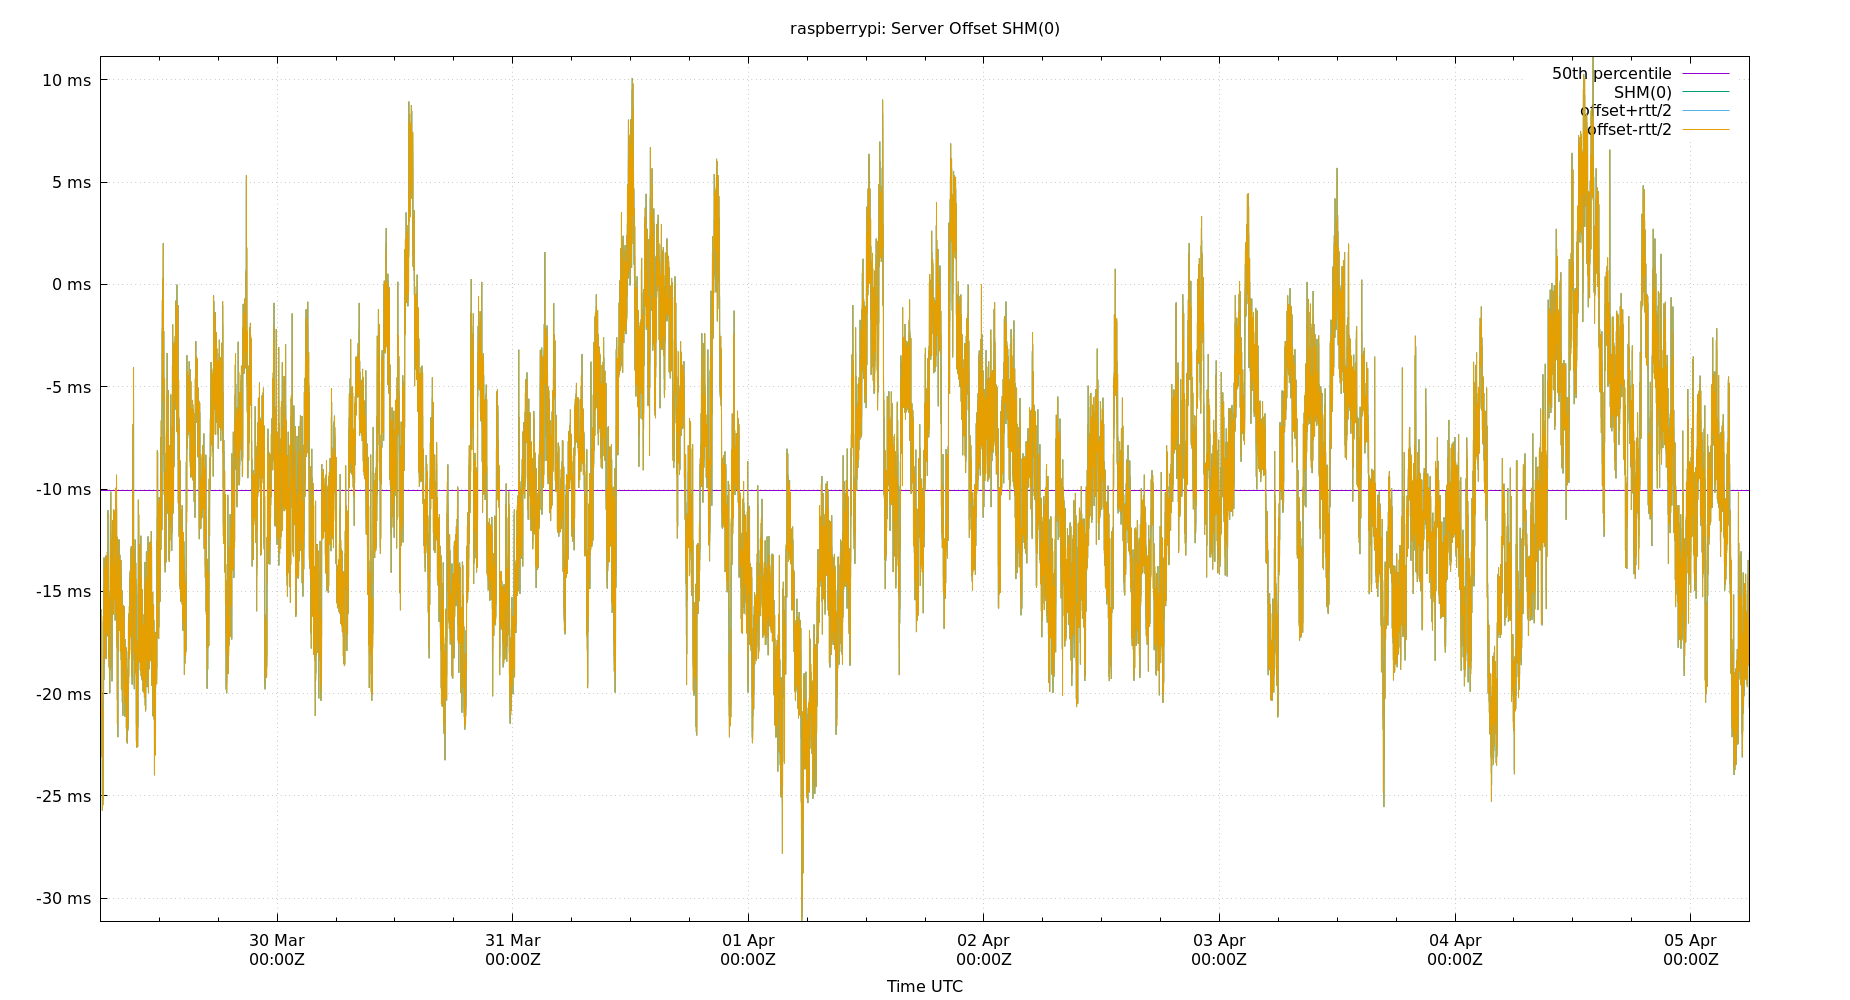 raspberrypi: Server Offset SHM(0)
50th percentile
SHM(0)
offset+rtt/2
offset-rtt/2
10 ms
5 ms
0 ms
-5 ms
-10 ms
-15 ms
-20 ms
-25 ms
-30 ms
30 Mar 31 Mar 01 Apr 02 Apr 03 Apr 04 Apr 05 Apr
00:00Z 00:00Z 00:00Z 00:00Z 00:00Z 00:00Z 00:00Z
Time UTC